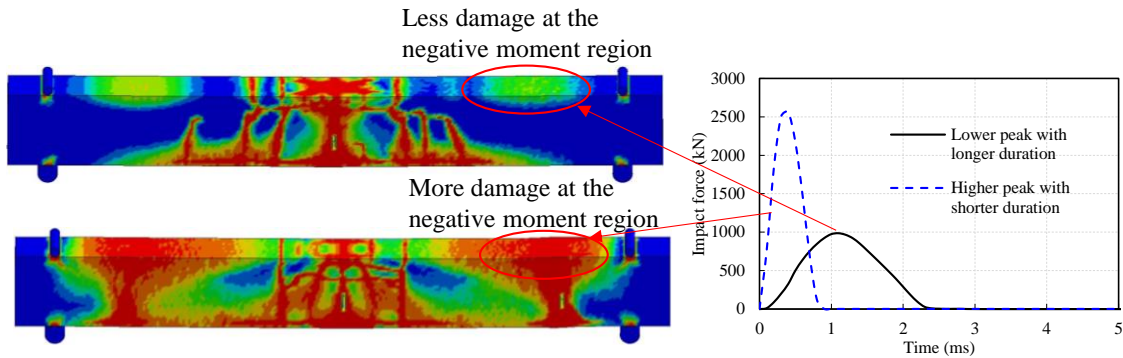 Less damage at the
negative moment region
More damage at the
negative moment region
Impact force (kN)
3000
2500
2000
1500
1000
500
0
Lower peak with
longer duration
Higher peak with
shorter duration
0 1 2 3 4 5
Time (ms)